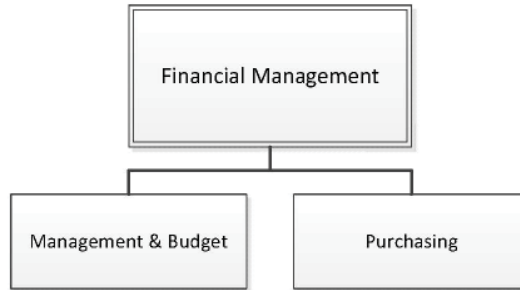 Financial Management
Management & Budget
Purchasing